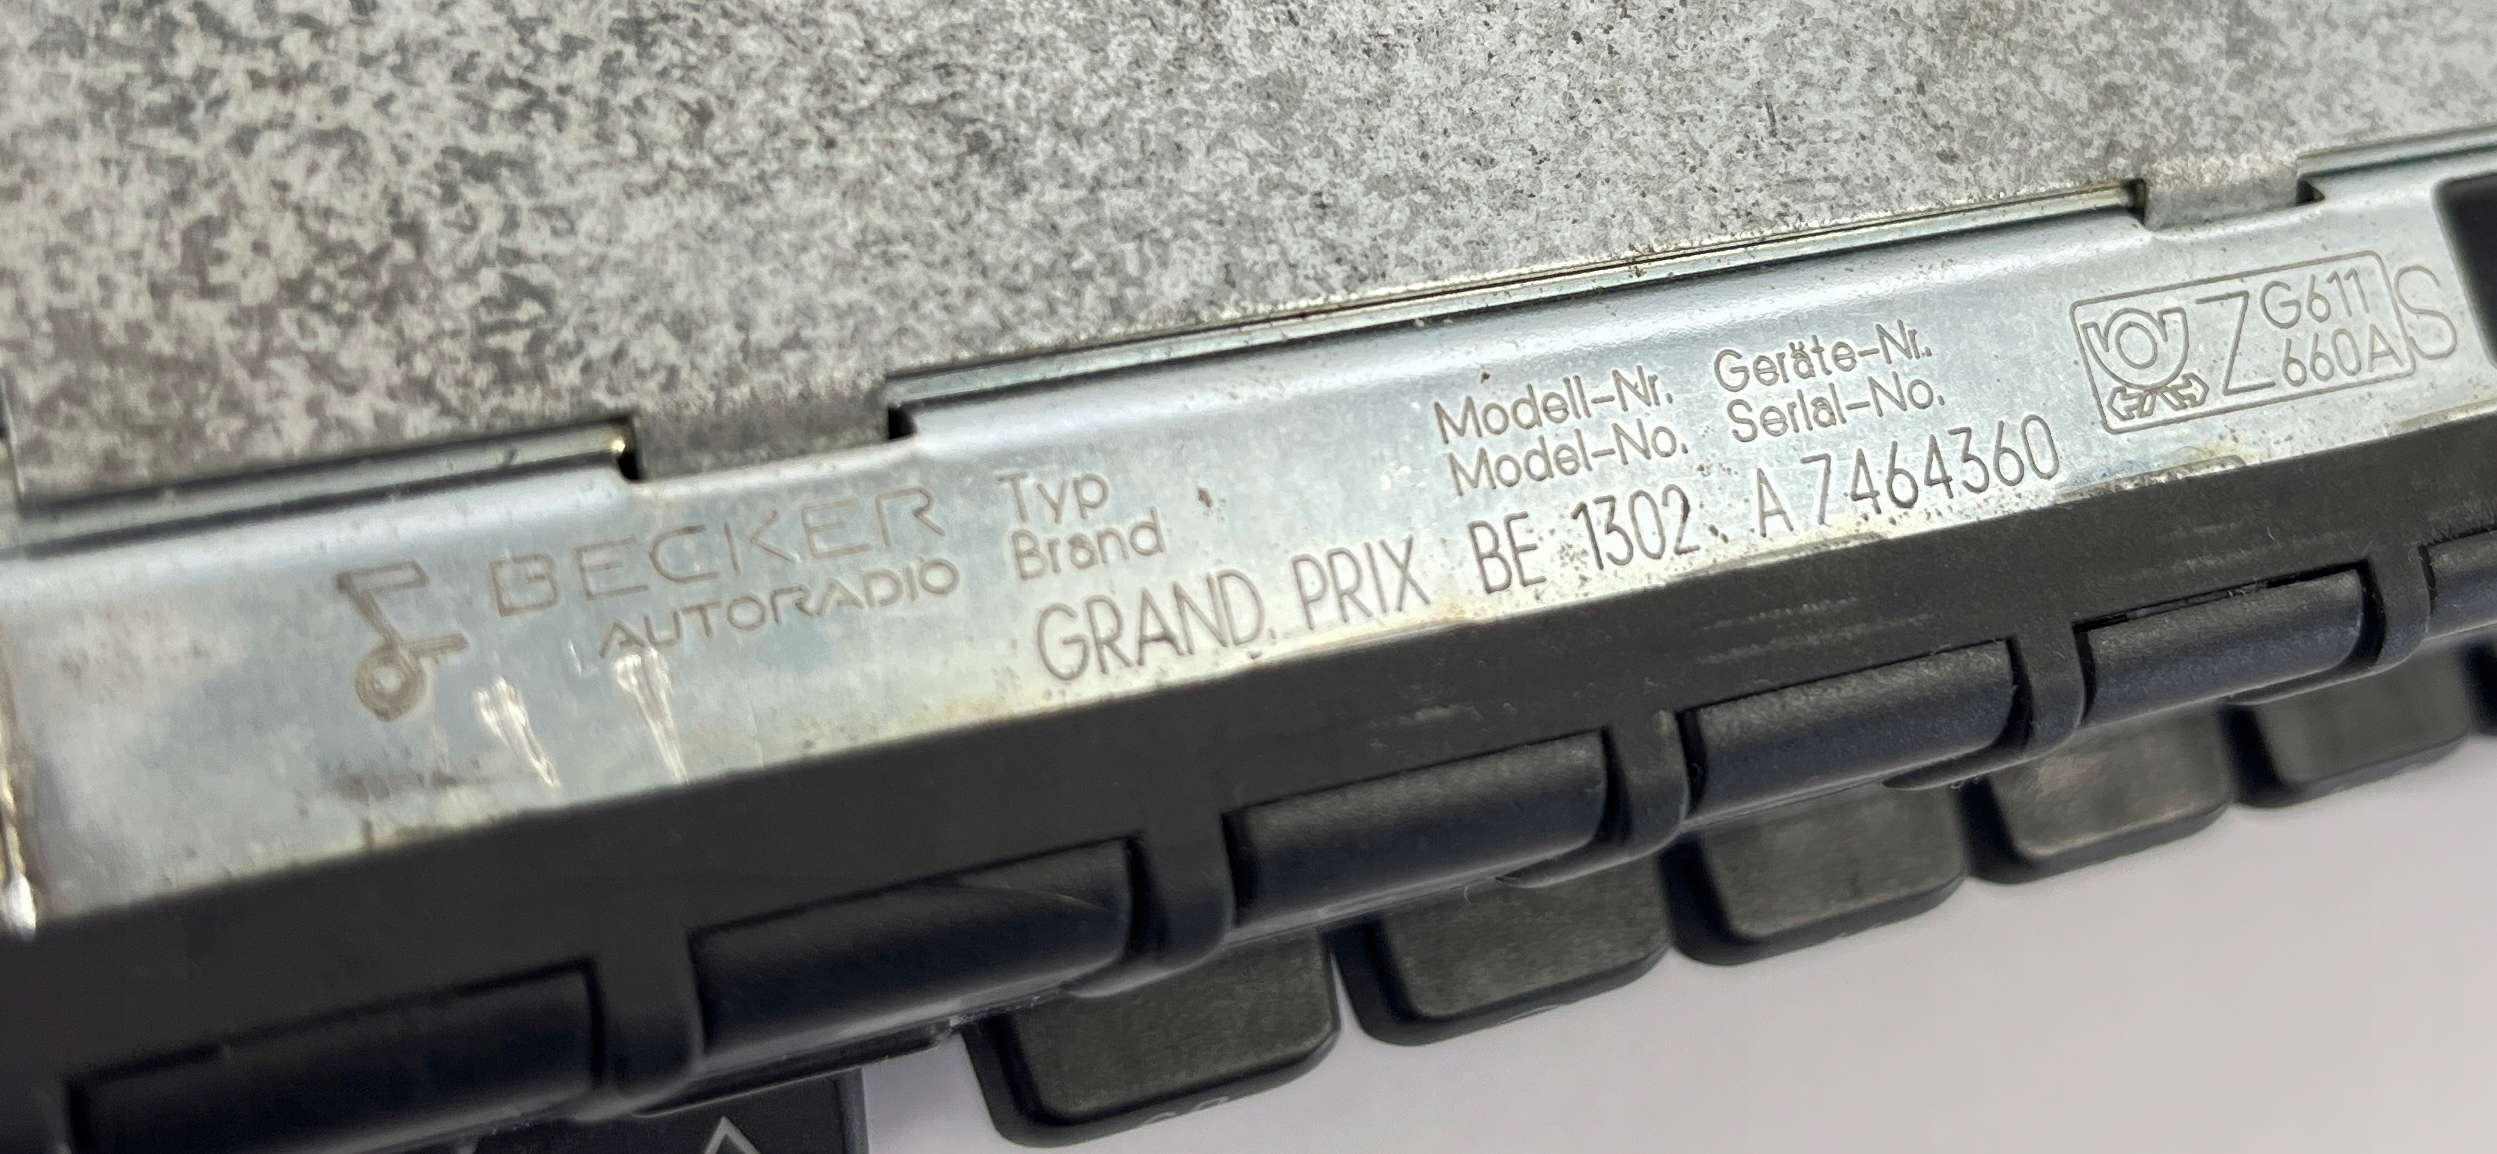 BECKER
AUTORADIO
Typ
Brand
GRAND PRIX
Modell-Nr.
Model-No.
BE 1302
Geräte-Nr.
Serial-No.
A 7464360
Z G611
660A S